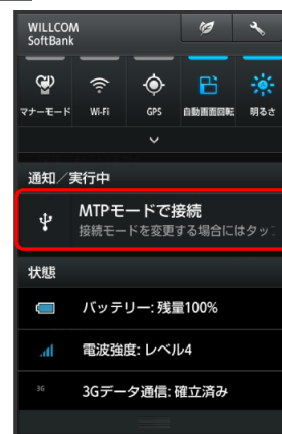 WILLCOM
SoftBank
マナーモード Wi-Fi GPS 自動画面回転 明るさ
通知／実行中
MTPモードで接続
接続モードを変更する場合にはタップ
状態
バッテリー: 残量100%
電波強度: レベル4
3G 3Gデータ通信: 確立済み